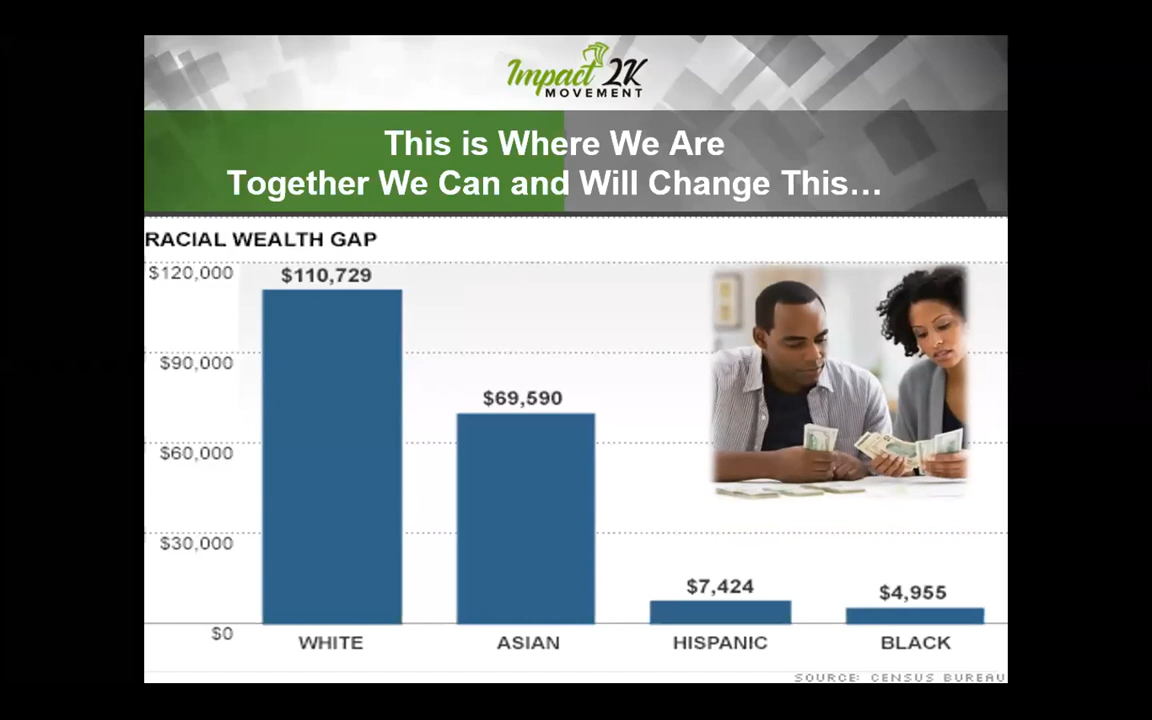 Impact 2K
MOVEMENT
This is Where We Are
Together We Can and Will Change This...
RACIAL WEALTH GAP
$120,000
$110,729
$90,000
$69,590
$60,000
$30,000
$7,424
$4,955
$0
WHITE
ASIAN
HISPANIC
BLACK
SOURCE: CENSUS BUREAU